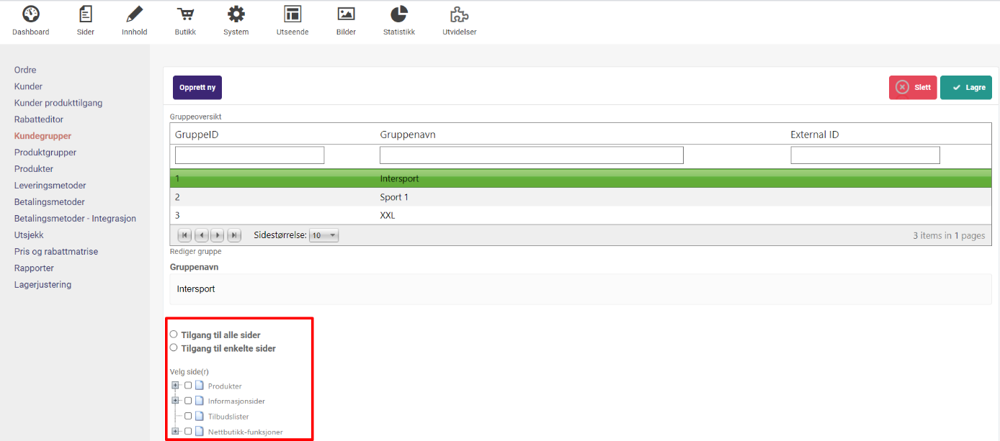 Dashboard Sider Innhold Butikk System Utseende Bilder Statistikk Utvidelser
Ordre
Kunder
Kunder produkttilgang
Rabatteditor
Kundegrupper
Produktgrupper
Produkter
Leveringsmetoder
Betalingsmetoder
Betalingsmetoder - Integrasjon
Utsjekk
Pris og rabattmatrise
Rapporter
Lagerjustering
Opprett ny Slett Lagre
Gruppeoversikt
GruppeID Gruppenavn External ID
1 Intersport
2 Sport 1
3 XXL
Sidestørrelse: 10 3 items in 1 pages
Rediger gruppe
Gruppenavn
Intersport
Tilgang til alle sider
Tilgang til enkelte sider
Velg side(r)
Produkter
Informasjonsider
Tilbudslister
Nettbutikk-funksjoner